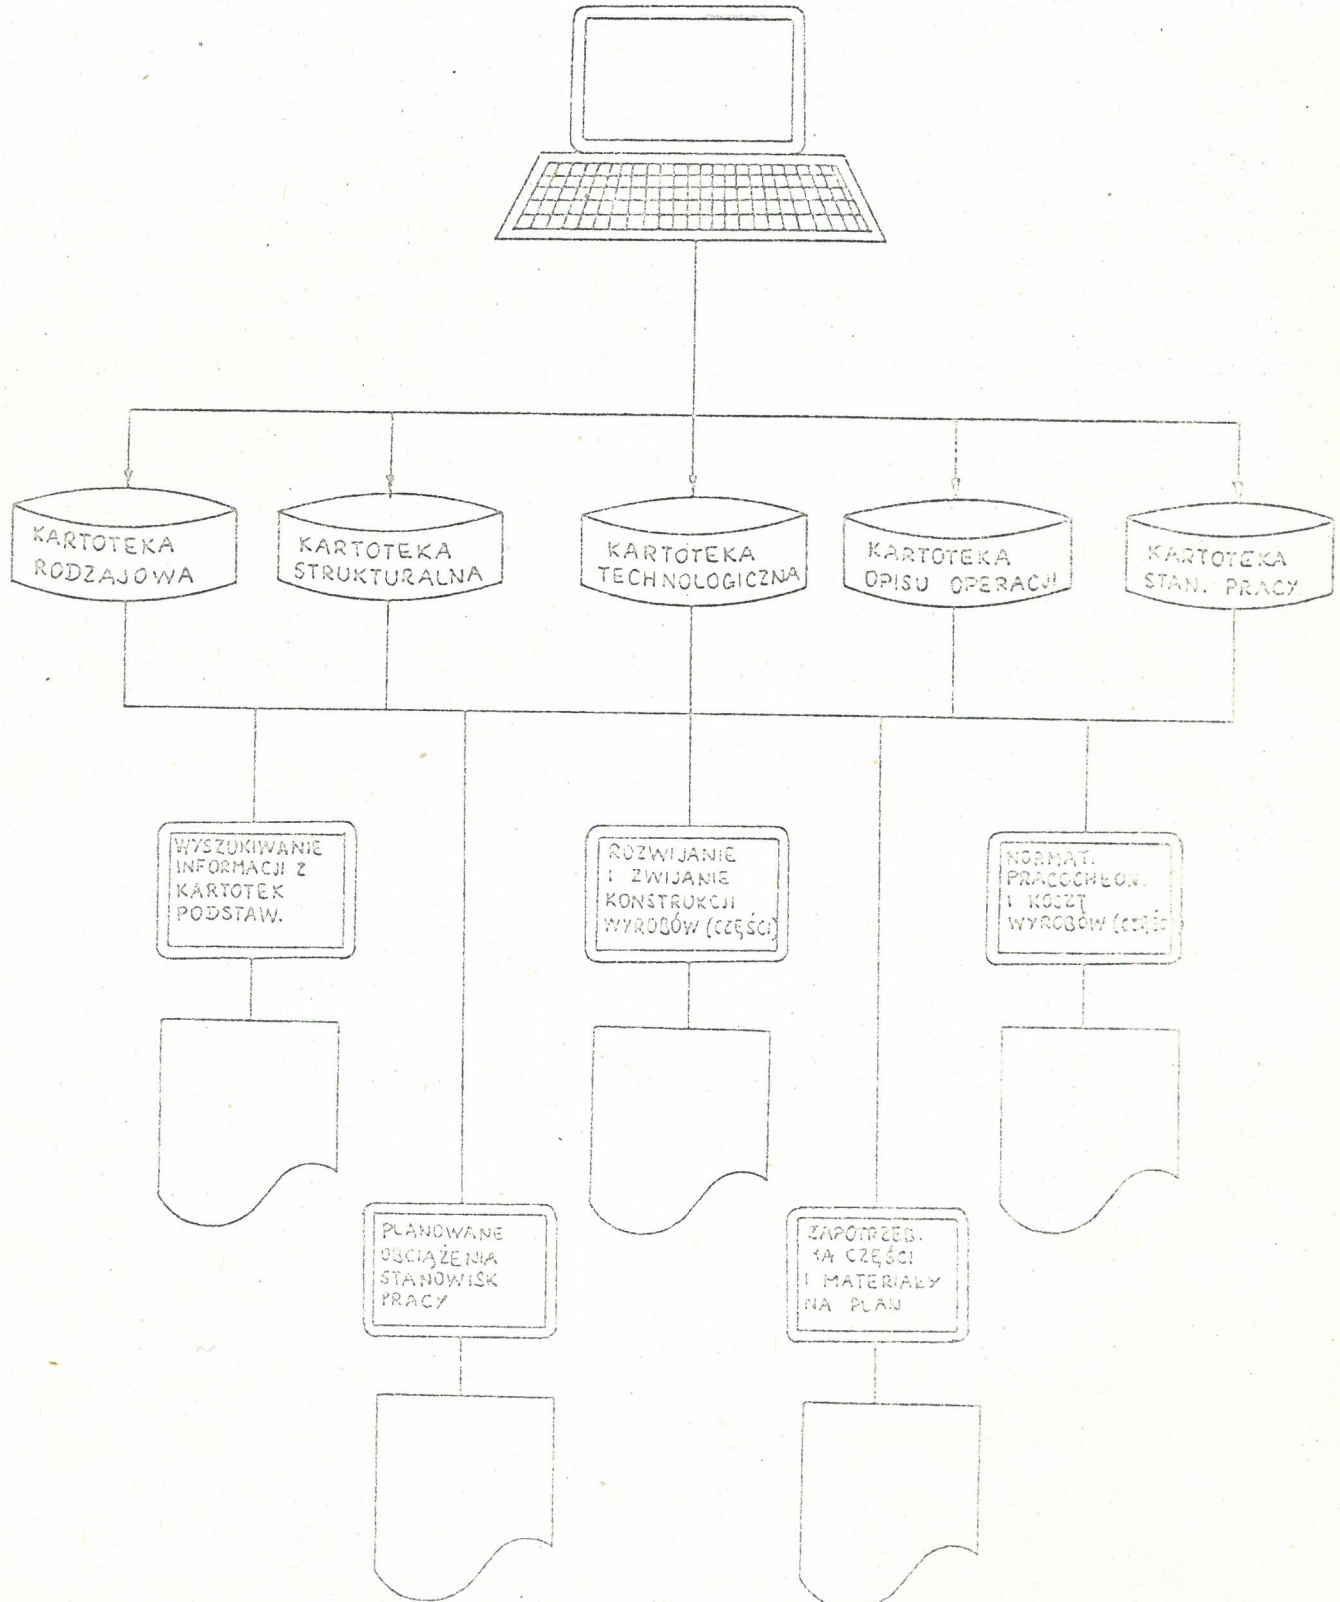 KARTOTEKA
RODZAJOWA
KARTOTEKA
STRUKTURALNA
KARTOTEKA
TECHNOLOGICZNA
KARTOTEKA
OPISU OPERACJI
KARTOTEKA
STAN. PRACY
WYSZUKIWANIE
INFORMACJI Z
KARTOTEK
PODSTAW.
ROZWIJANIE
I ZWIJANIE
KONSTRUKCJI
WYROBÓW (CZĘŚCI)
NORMAT.
PRACOCHŁON.
I KOSZT
WYROBÓW (CZĘŚCI)
PLANOWANE
OBCIĄŻENIA
STANOWISK
PRACY
ZAPOTRZEB.
NA CZĘŚCI
I MATERIAŁY
NA PLAN